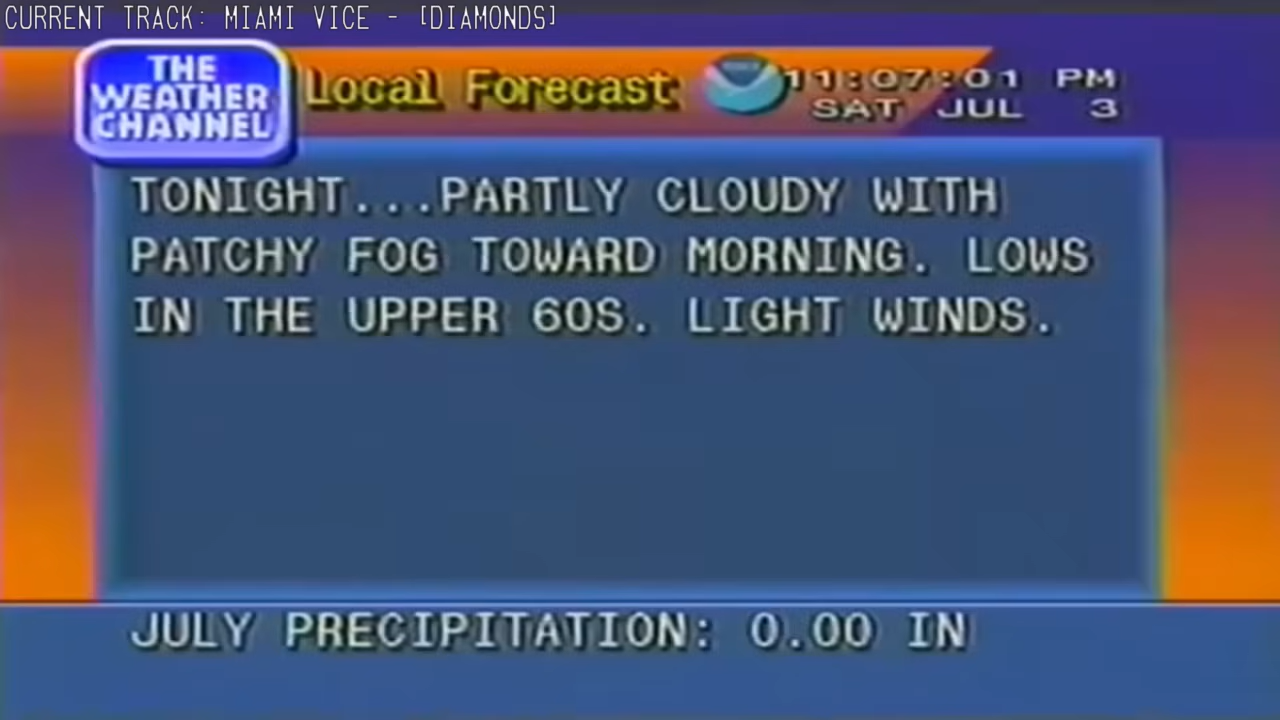 CURRENT TRACK: MIAMI VICE - [DIAMONDS]
THE
WEATHER
CHANNEL
Local Forecast
11:07:01 PM
SAT JUL 3
TONIGHT...PARTLY CLOUDY WITH
PATCHY FOG TOWARD MORNING. LOWS
IN THE UPPER 60S. LIGHT WINDS.
JULY PRECIPITATION: 0.00 IN